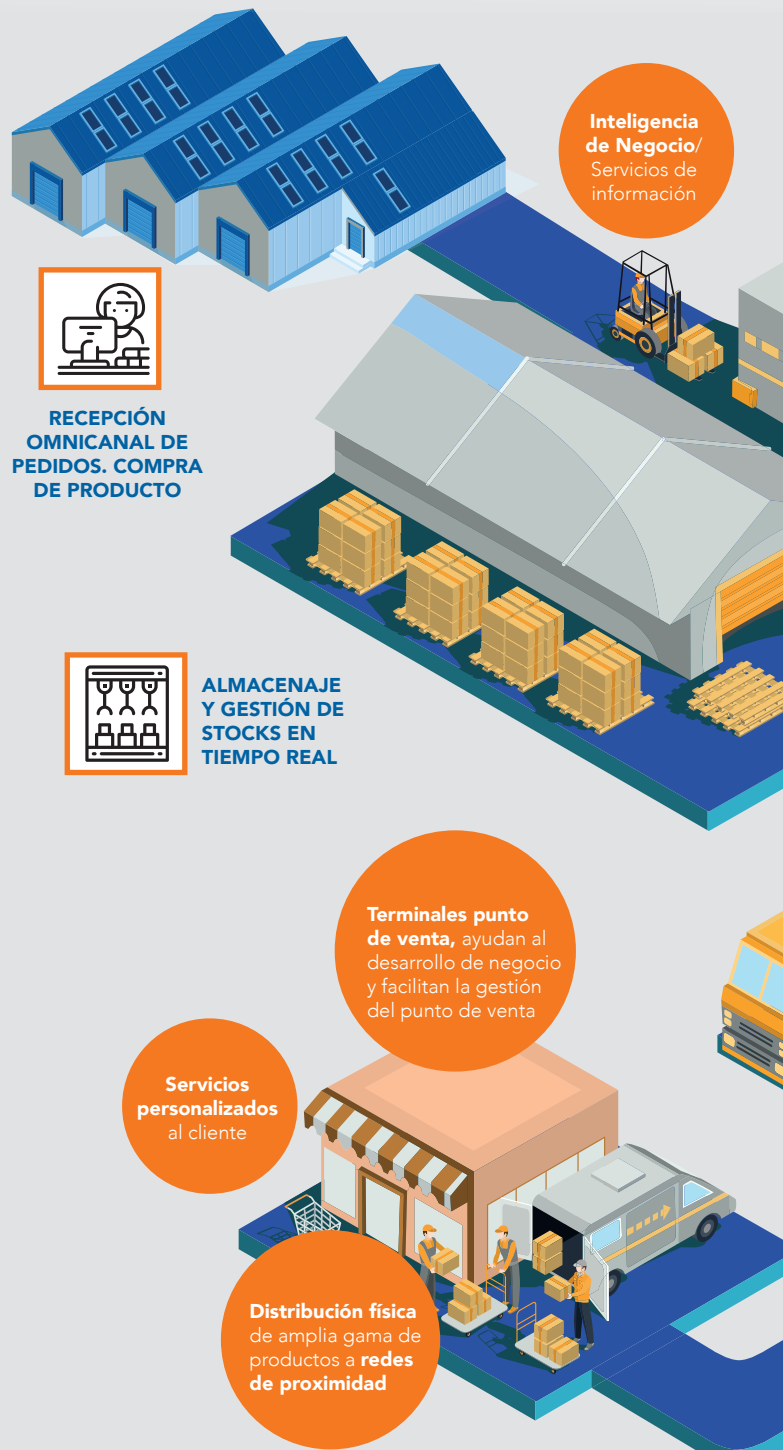 Inteligencia
de Negocio/
Servicios de
información
RECEPCIÓN
OMNICANAL DE
PEDIDOS. COMPRA
DE PRODUCTO
ALMACENAJE
Y GESTIÓN DE
STOCKS EN
TIEMPO REAL
Terminales punto
de venta, ayudan al
desarrollo de negocio
y facilitan la gestión
del punto de venta
Servicios
personalizados
al cliente
Distribución física
de amplia gama de
productos a redes
de proximidad